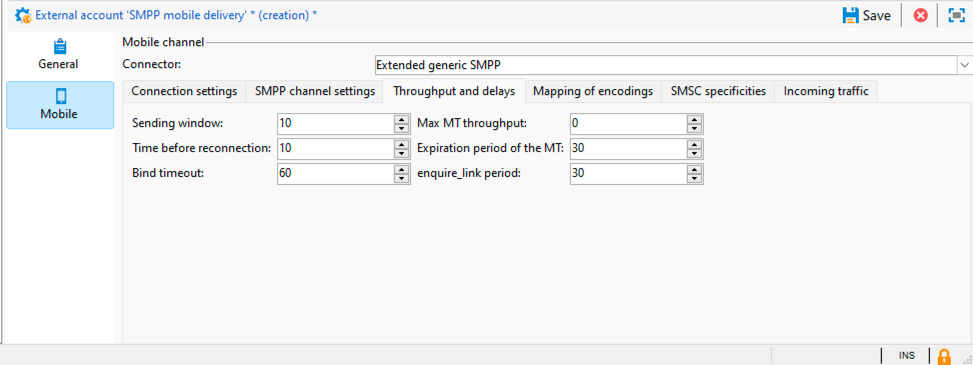 External account 'SMPP mobile delivery' * (creation) *
Save
General
Mobile
Mobile channel
Connector: Extended generic SMPP
Connection settings SMPP channel settings Throughput and delays Mapping of encodings SMSC specificities Incoming traffic
Sending window: 10 Max MT throughput: 0
Time before reconnection: 10 Expiration period of the MT: 30
Bind timeout: 60 enquire_link period: 30
INS